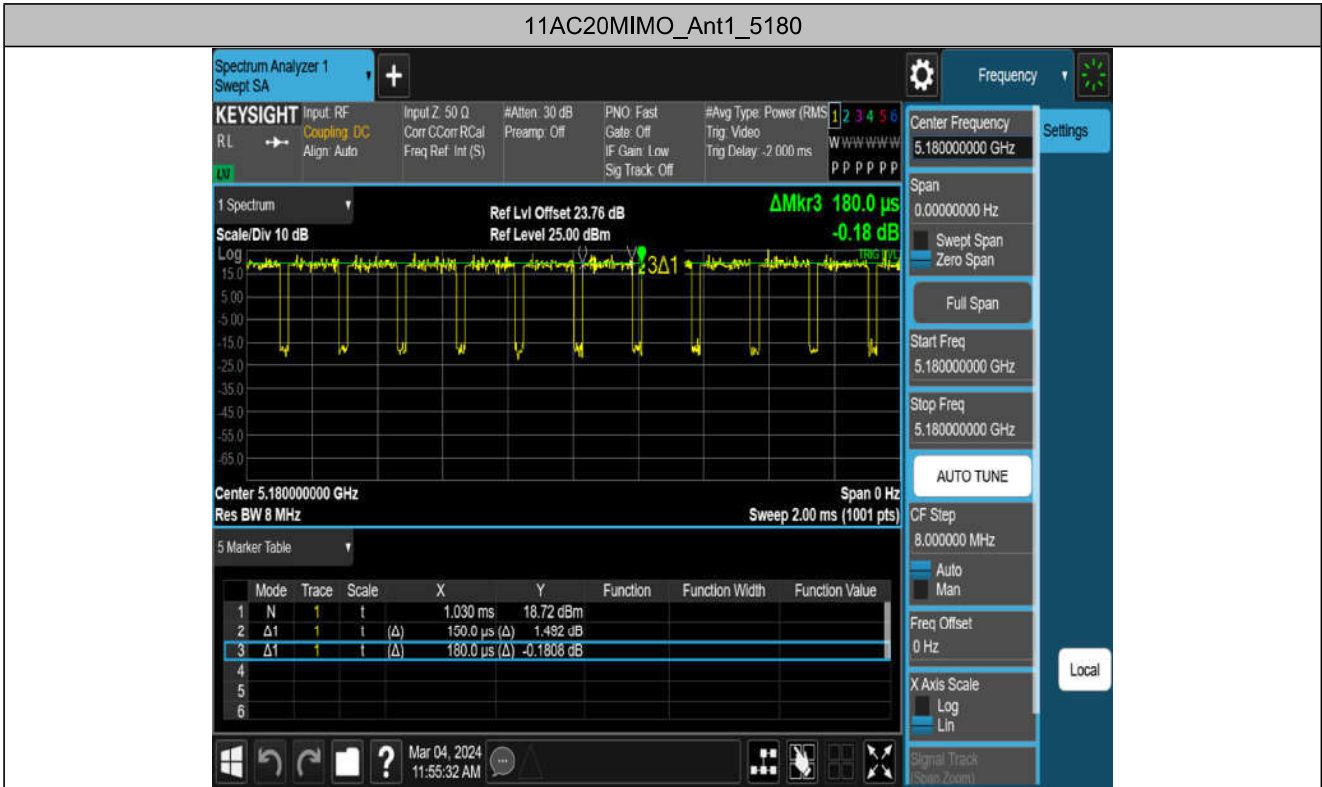 11AC20MIMO_Ant1_5180
Spectrum Analyzer 1
Swept SA
+
Frequency
KEYSIGHT
RL
LXI
Input: RF
Coupling: DC
Align: Auto
Input Z: 50 Ω
Corr CCorr RCal
Freq Ref: Int (S)
#Atten: 30 dB
Preamp: Off
PNO: Fast
Gate: Off
IF Gain: Low
Sig Track: Off
#Avg Type: Power (RMS
Trig: Video
Trig Delay: -2.000 ms
1 2 3 4 5 6
W W W W W W
P P P P P P
1 Spectrum
Scale/Div 10 dB
Ref Lvl Offset 23.76 dB
Ref Level 25.00 dBm
ΔMkr3 180.0 µs
-0.18 dB
Log
TRIG LVL
3Δ1
15.0
5.00
-5.00
-15.0
-25.0
-35.0
-45.0
-55.0
-65.0
Center 5.180000000 GHz
Res BW 8 MHz
Span 0 Hz
Sweep 2.00 ms (1001 pts)
5 Marker Table
Mode Trace Scale X Y Function Function Width Function Value
1 N 1 t 1.030 ms 18.72 dBm
2 Δ1 1 t (Δ) 150.0 µs (Δ) 1.492 dB
3 Δ1 1 t (Δ) 180.0 µs (Δ) -0.1808 dB
4
5
6
Mar 04, 2024
11:55:32 AM
?
Center Frequency
5.180000000 GHz
Settings
Span
0.00000000 Hz
Swept Span
Zero Span
Full Span
Start Freq
5.180000000 GHz
Stop Freq
5.180000000 GHz
AUTO TUNE
CF Step
8.000000 MHz
Auto
Man
Freq Offset
0 Hz
X Axis Scale
Log
Lin
Signal Track
(Span Zoom)
Local